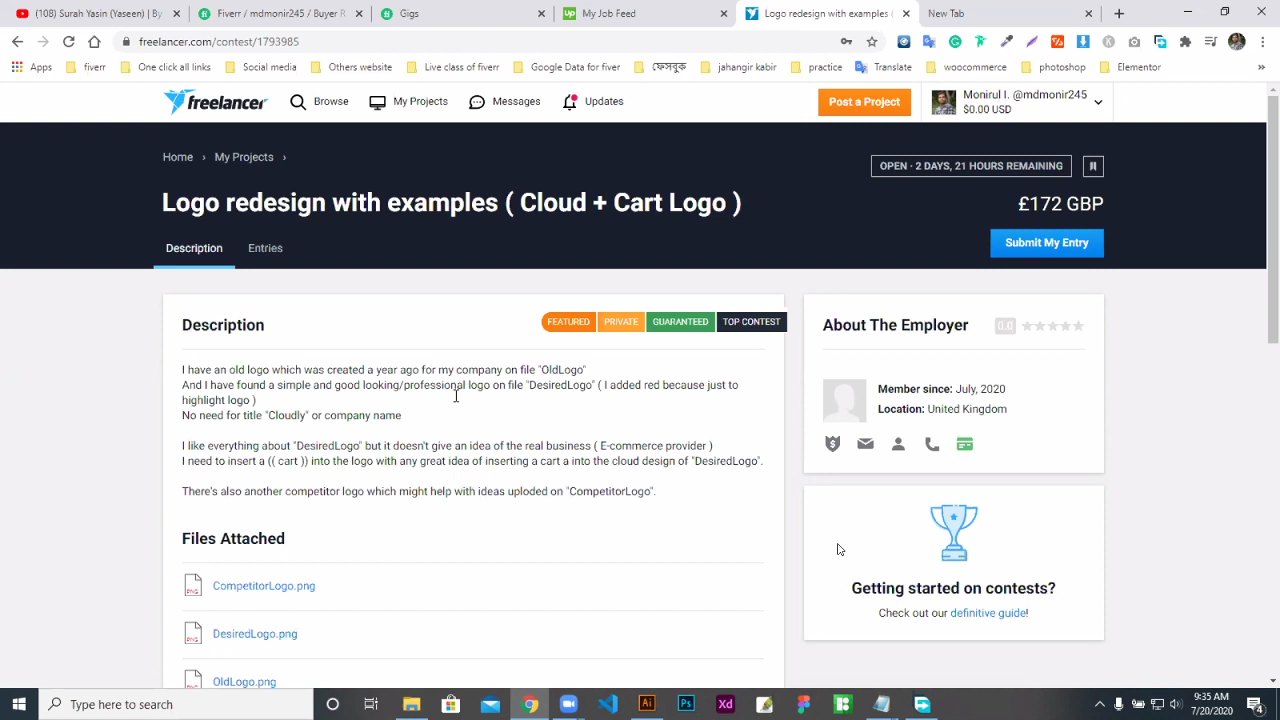 (108) Surah Yasin (Yaseen) | By
Fiverr / mdmonir245 / Buyer R
Gigs
My Job Feed
Logo redesign with examples (
New Tab
freelancer.com/contest/1793985
Apps
fiverr
One click all links
Social media
Others website
Live class of fiverr
Google Data for fiver
ফেসবুক
jahangir kabir
practice
Translate
woocommerce
photoshop
Elementor
»
freelancer
Browse
My Projects
Messages
Updates
Post a Project
Monirul I. @mdmonir245
$0.00 USD
Home › My Projects ›
OPEN · 2 DAYS, 21 HOURS REMAINING
Logo redesign with examples ( Cloud + Cart Logo )
£172 GBP
Description
Entries
Submit My Entry
Description
FEATURED
PRIVATE
GUARANTEED
TOP CONTEST
I have an old logo which was created a year ago for my company on file "OldLogo"
And I have found a simple and good looking/professional logo on file "DesiredLogo" ( I added red because just to
highlight logo )
No need for title "Cloudly" or company name
I like everything about "DesiredLogo" but it doesn't give an idea of the real business ( E-commerce provider )
I need to insert a (( cart )) into the logo with any great idea of inserting a cart a into the cloud design of "DesiredLogo".
There's also another competitor logo which might help with ideas uploded on "CompetitorLogo".
Files Attached
CompetitorLogo.png
DesiredLogo.png
OldLogo.png
About The Employer
0.0
Member since: July, 2020
Location: United Kingdom
Getting started on contests?
Check out our definitive guide!
Type here to search
9:35 AM
7/20/2020